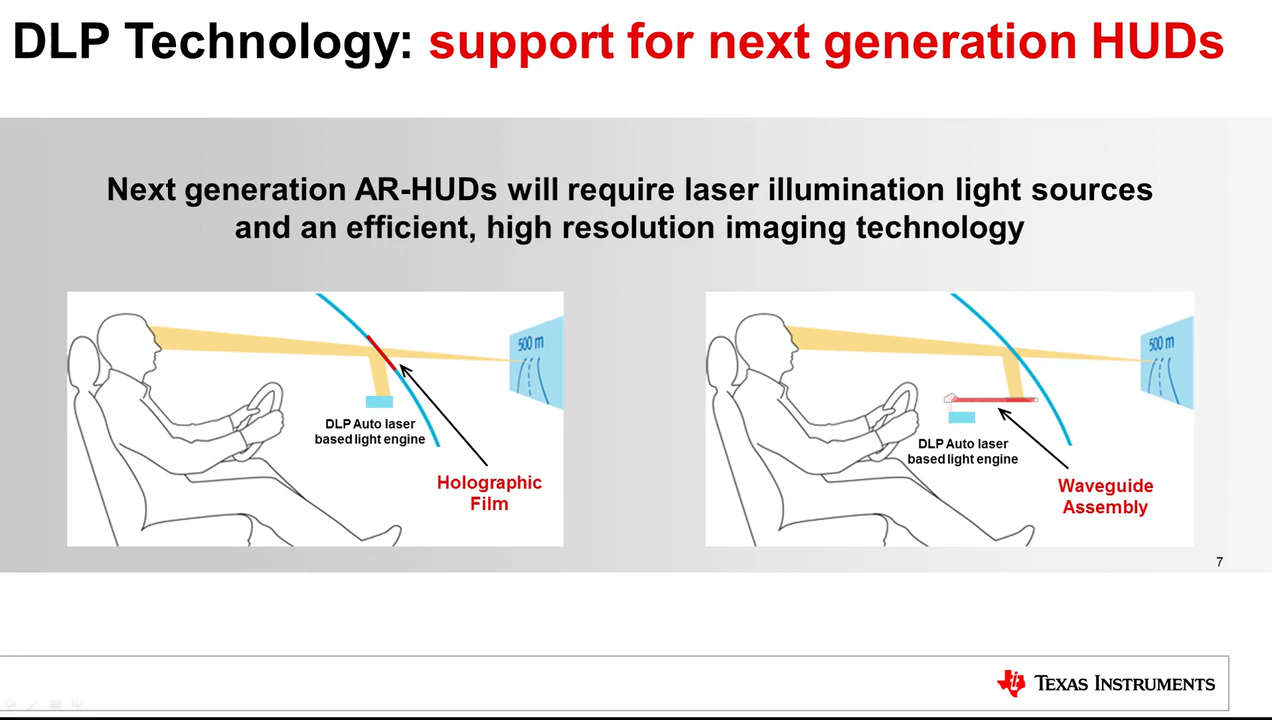 DLP Technology: support for next generation HUDs
Next generation AR-HUDs will require laser illumination light sources
and an efficient, high resolution imaging technology
500 m
DLP Auto laser
based light engine
Holographic
Film
500 m
DLP Auto laser
based light engine
Waveguide
Assembly
7
TEXAS INSTRUMENTS